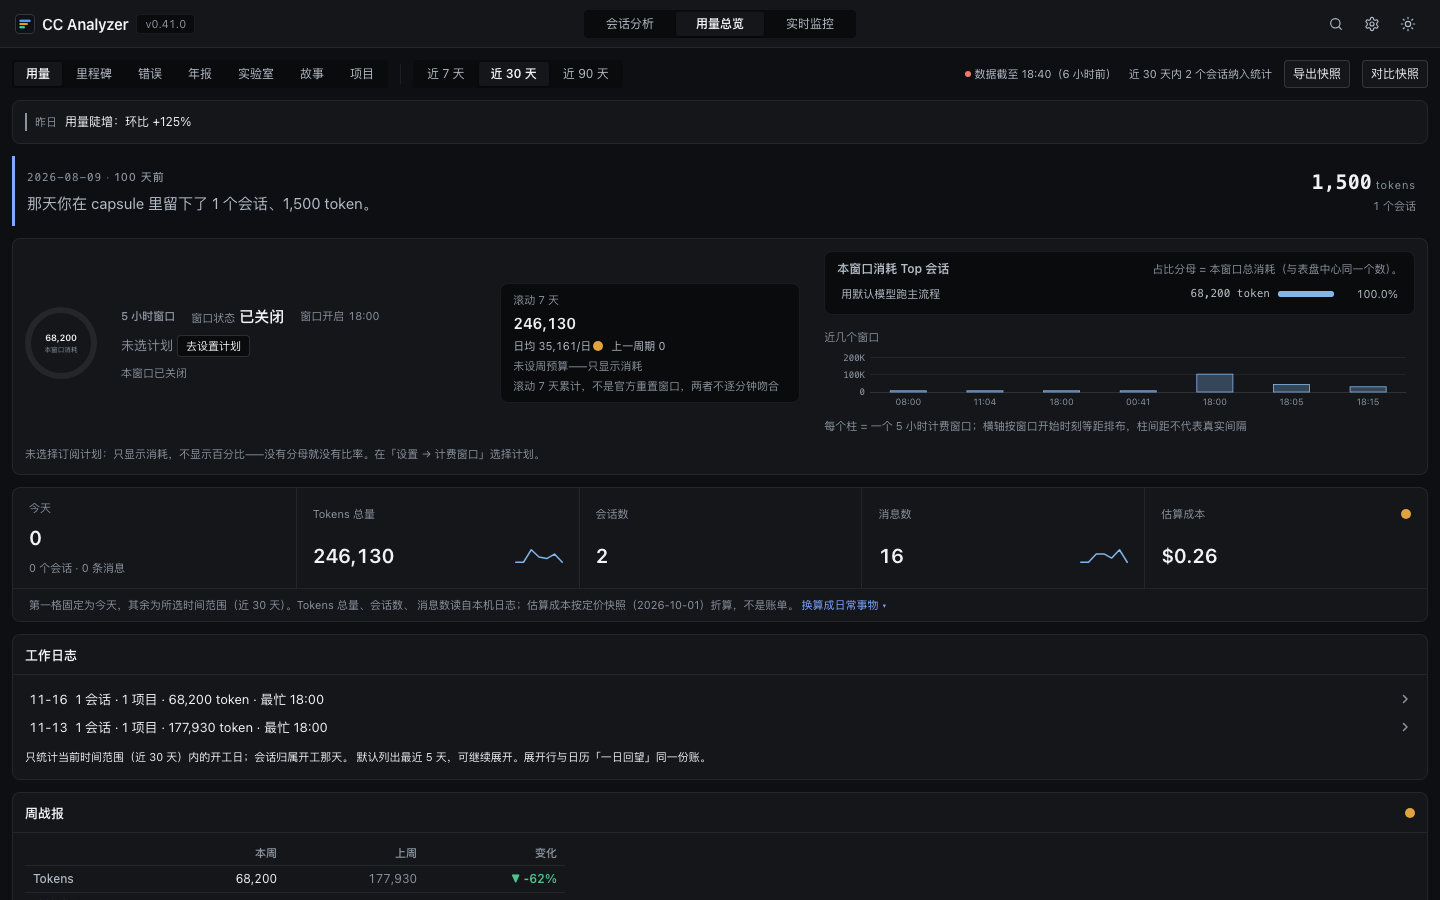 CC Analyzer v0.41.0 会话分析 用量总览 实时监控
用量 里程碑 错误 年报 实验室 故事 项目 近 7 天 近 30 天 近 90 天 数据截至 18:40（6 小时前） 近 30 天内 2 个会话纳入统计 导出快照 对比快照
昨日 用量陡增：环比 +125%
2026-08-09 · 100 天前
那天你在 capsule 里留下了 1 个会话、1,500 token。
1,500 tokens
1 个会话
68,200
本窗口消耗
5 小时窗口 窗口状态 已关闭 窗口开启 18:00
未选计划 去设置计划
本窗口已关闭
滚动 7 天
246,130
日均 35,161/日 上一周期 0
未设周预算——只显示消耗
滚动 7 天累计，不是官方重置窗口，两者不逐分钟吻合
本窗口消耗 Top 会话 占比分母 = 本窗口总消耗（与表盘中心同一个数）。
用默认模型跑主流程 68,200 token 100.0%
近几个窗口
200K
100K
0
08:00 11:04 18:00 00:41 18:00 18:05 18:15
每个柱 = 一个 5 小时计费窗口；横轴按窗口开始时刻等距排布，柱间距不代表真实间隔
未选择订阅计划：只显示消耗，不显示百分比——没有分母就没有比率。在「设置 → 计费窗口」选择计划。
今天
0
0 个会话 · 0 条消息
Tokens 总量
246,130
会话数
2
消息数
16
估算成本
$0.26
第一格固定为今天，其余为所选时间范围（近 30 天）。Tokens 总量、会话数、 消息数读自本机日志；估算成本按定价快照（2026-10-01）折算，不是账单。 换算成日常事物 ▾
工作日志
11-16 1 会话 · 1 项目 · 68,200 token · 最忙 18:00
11-13 1 会话 · 1 项目 · 177,930 token · 最忙 18:00
只统计当前时间范围（近 30 天）内的开工日；会话归属开工那天。 默认列出最近 5 天，可继续展开。展开行与日历「一日回望」同一份账。
周战报
本周 上周 变化
Tokens 68,200 177,930 ▼ -62%